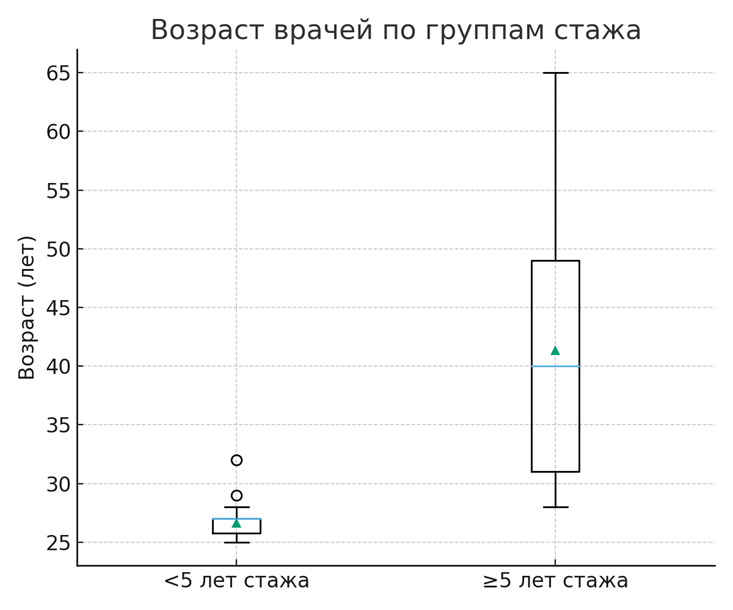 Возраст врачей по группам стажа
Возраст (лет)
65
60
55
50
45
40
35
30
25
<5 лет стажа
≥5 лет стажа